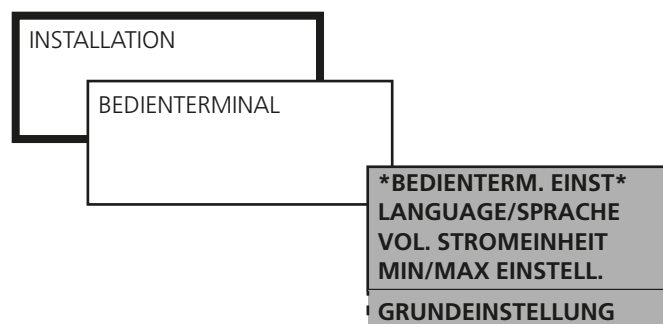 INSTALLATION
BEDIENTERMINAL
*BEDIENTERM. EINST*
LANGUAGE/SPRACHE
VOL. STROMEINHEIT
MIN/MAX EINSTELL.
GRUNDEINSTELLUNG